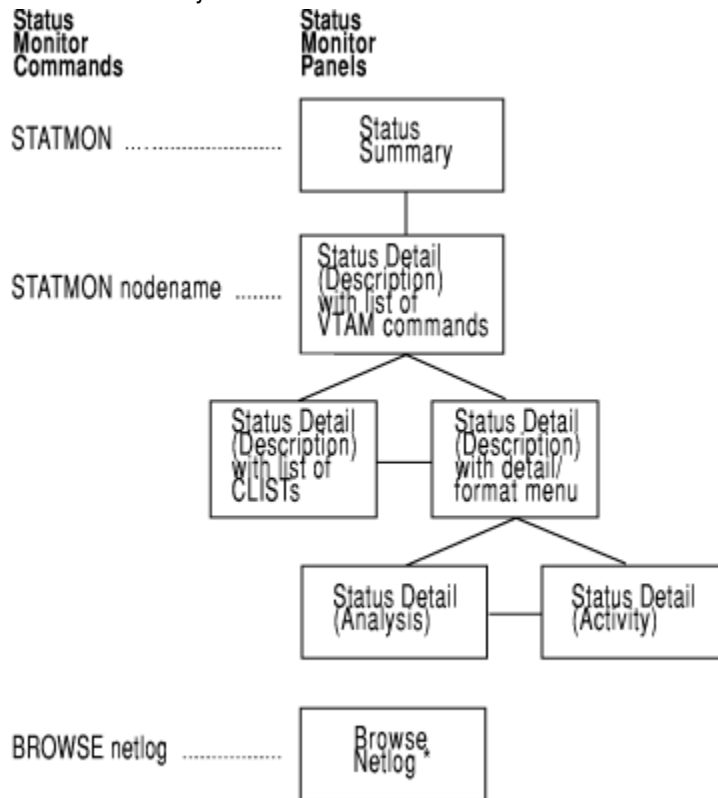 Status
Monitor
Commands
Status
Monitor
Panels
STATMON ..................................
Status
Summary
STATMON nodename ........
Status Detail
(Description)
with list of
VTAM commands
Status Detail
(Description)
with list of
CLISTs
Status Detail
(Description)
with detail/
format menu
Status Detail
(Analysis)
Status Detail
(Activity)
BROWSE netlog ..................
Browse
Netlog *